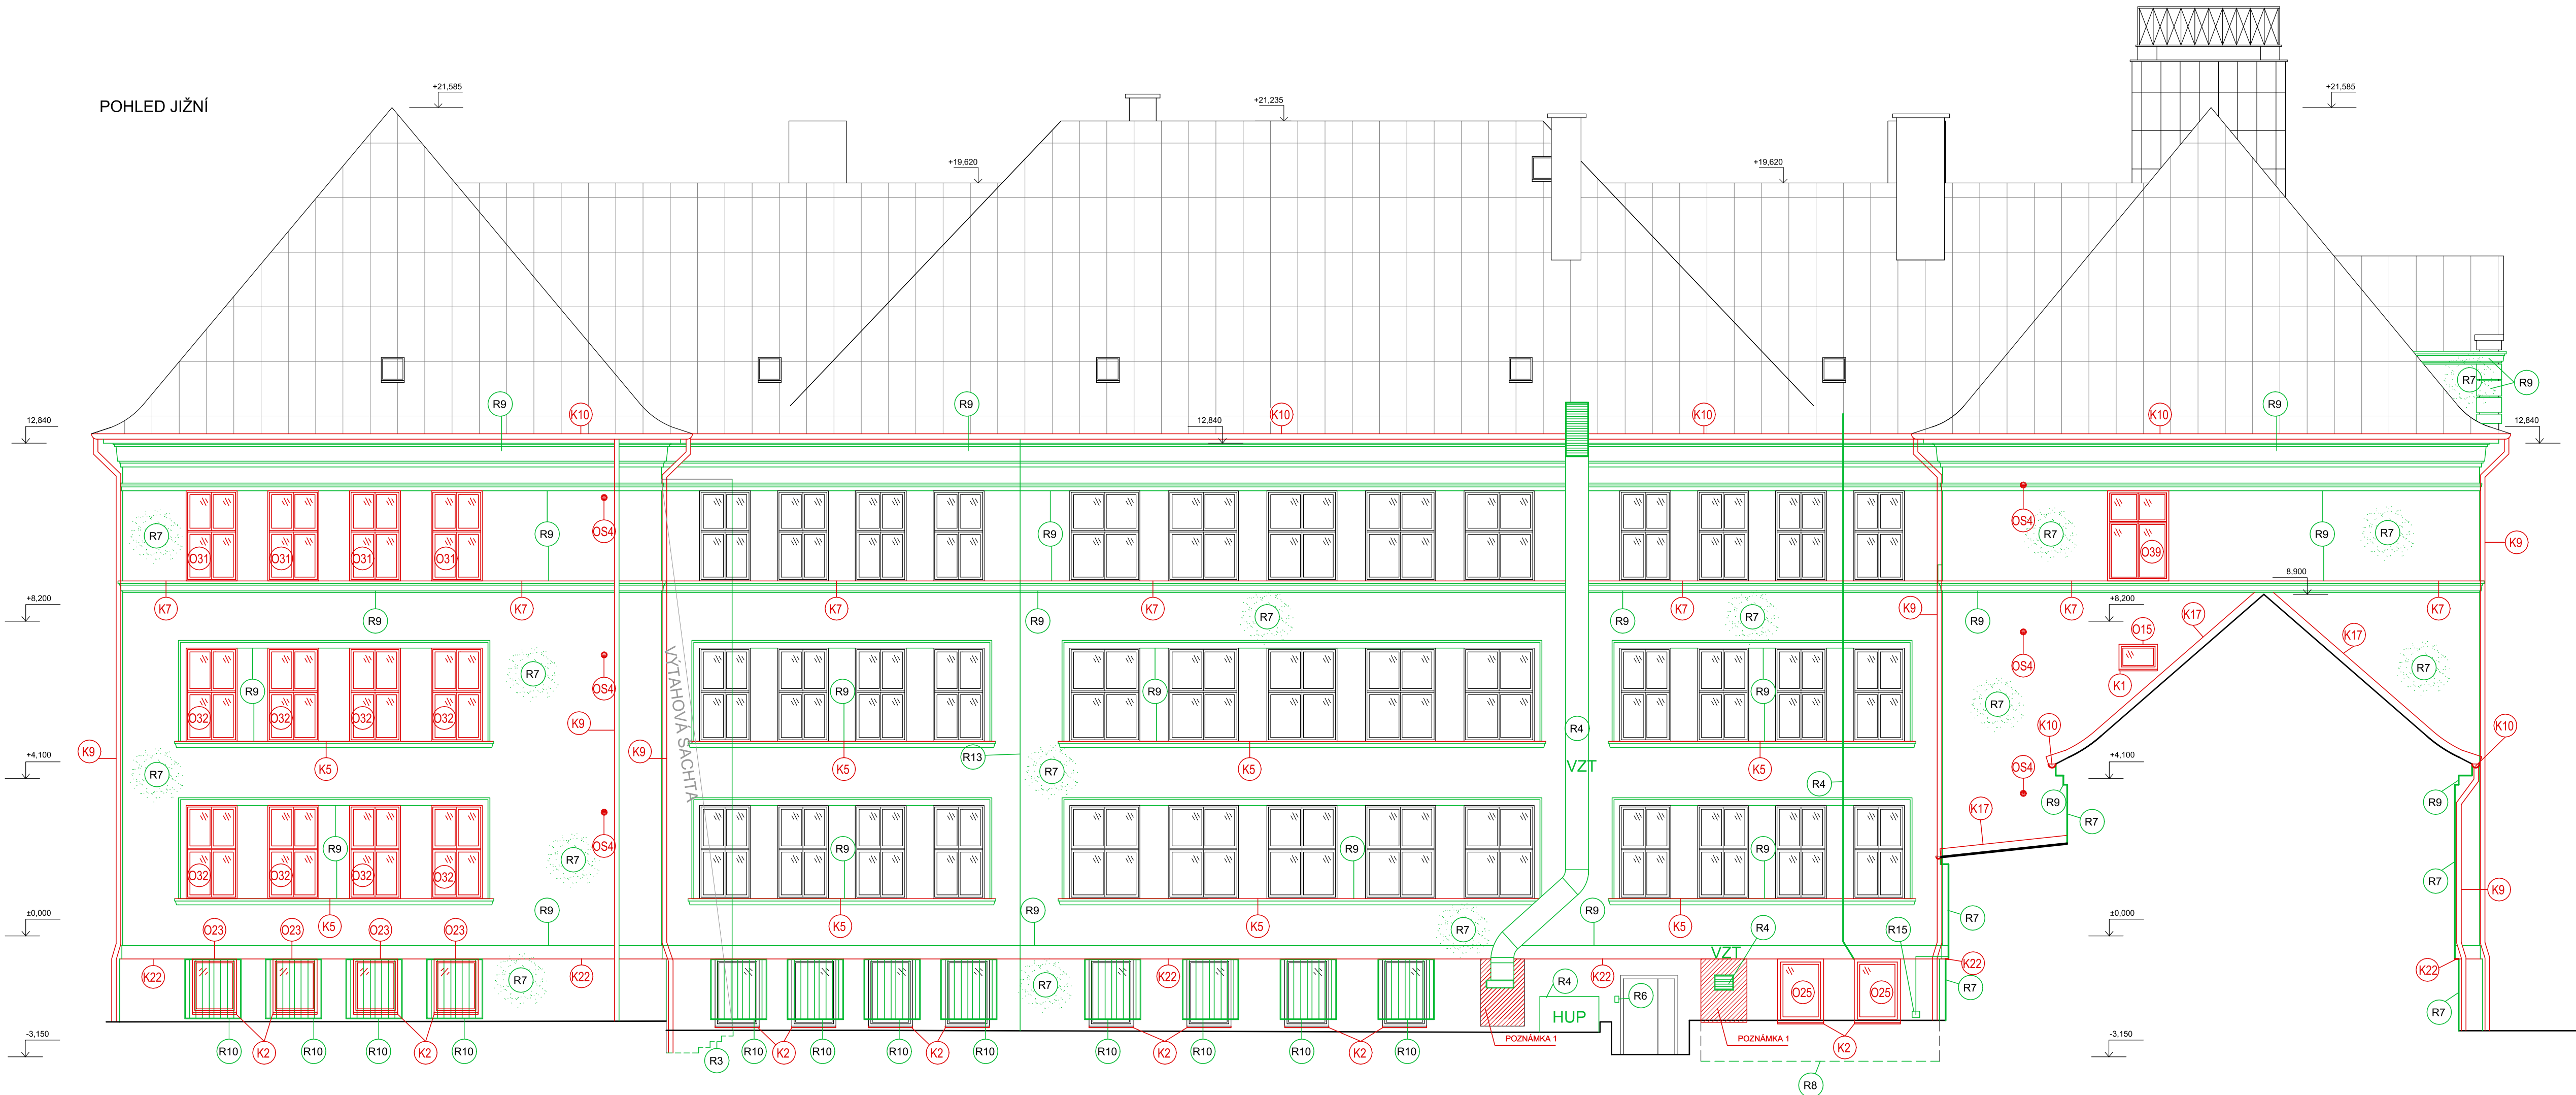 POHLED JIŽNÍ
+21,585
+21,235
+21,585
+19,620
+19,620
R7
R9
R9
K10
R9
K10
K10
K10
R9
12,840
12,840
12,840
R7
O31
O31
O31
O31
R9
OS4
R9
OS4
R7
O39
R9
R7
K9
8,900
+8,200
K7
R9
K7
K7
R9
K7
R7
R9
K7
R7
K9
R9
K7
+8,200
K17
K7
O15
K17
R7
R9
OS4
R9
R9
R9
OS4
K1
R7
R7
O32
O32
O32
O32
K9
VÝTAHOVÁ ŠACHTA
R4
K10
K10
K9
K9
R13
VZT
+4,100
R7
K5
K5
R7
K5
K5
R4
OS4
+4,100
R9
R9
K17
R7
OS4
R9
R9
R9
R9
R7
O32
O32
O32
O32
R7
K9
±0,000
R9
R9
R9
R7
±0,000
O23
O23
O23
O23
K5
K5
K5
R7
K5
R4
R15
VZT
K22
K22
R7
R7
K22
K22
R4
R6
O25
O25
K22
R7
K22
HUP
R7
-3,150
POZNÁMKA 1
POZNÁMKA 1
-3,150
R10
K2
R10
R10
K2
R10
R3
R10
K2
R10
R10
K2
R10
R10
K2
R10
R10
K2
R10
K2
R8